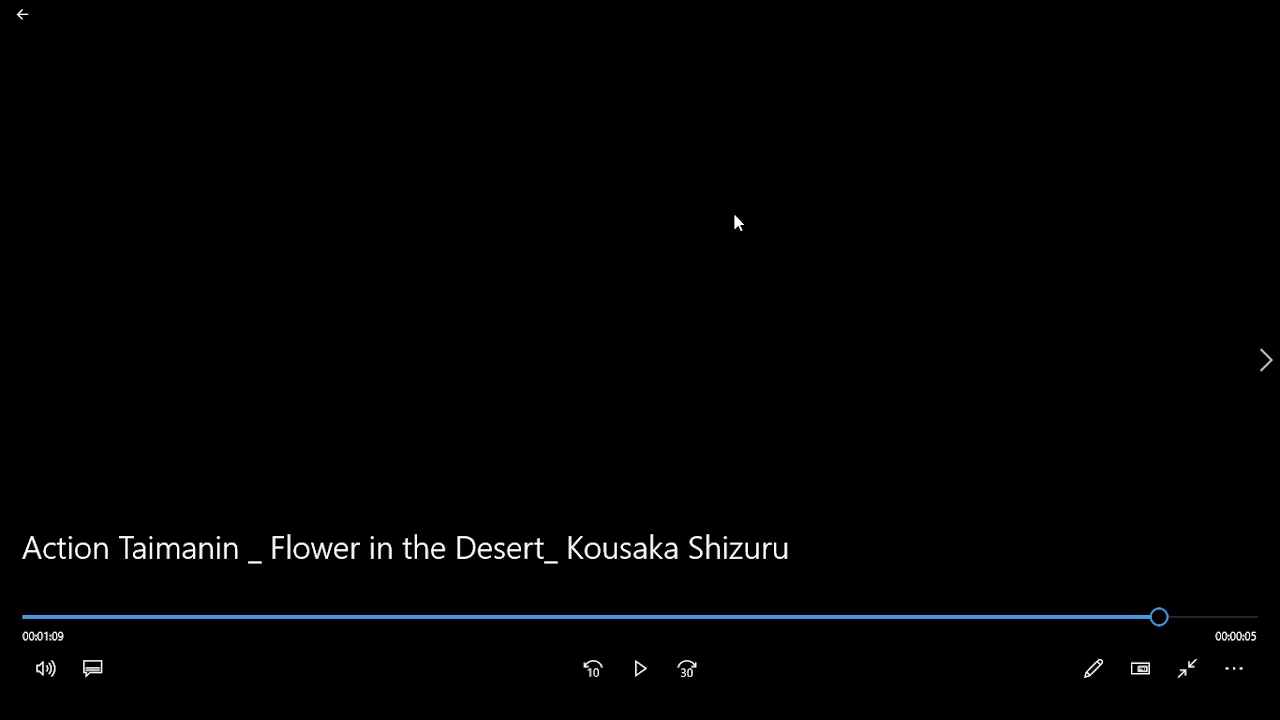 Action Taimanin _ Flower in the Desert_ Kousaka Shizuru
00:01:09
00:00:05
10
30